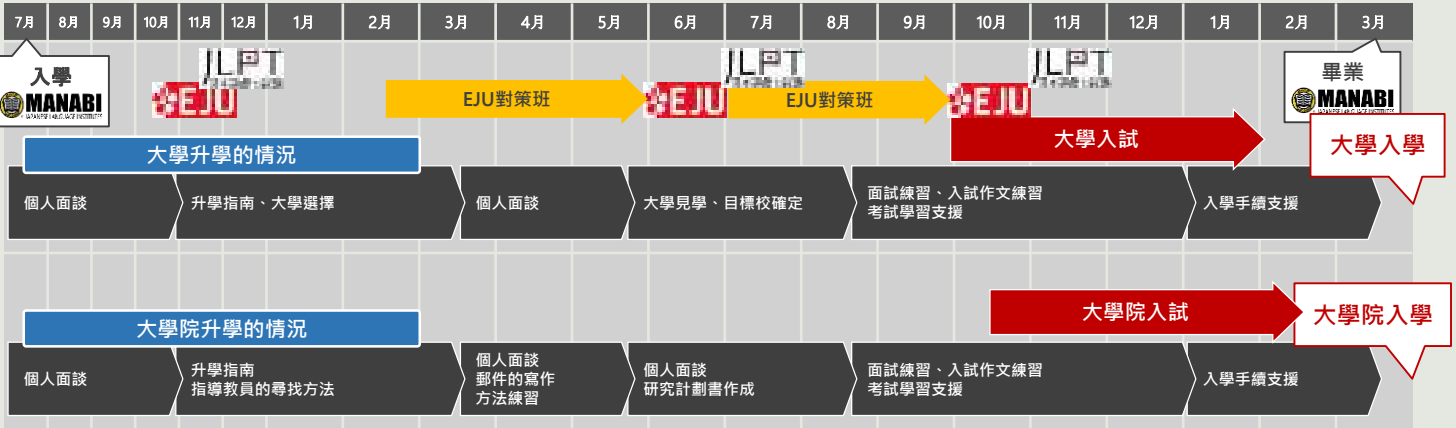 7月 8月 9月 10月 11月 12月 1月 2月 3月 4月 5月 6月 7月 8月 9月 10月 11月 12月 1月 2月 3月
入學
MANABI
JAPANESE LANGUAGE INSTITUTES
EJU
JLPT
EJU對策班
EJU
JLPT
EJU對策班
EJU
JLPT
畢業
MANABI
JAPANESE LANGUAGE INSTITUTES
大學入試
大學入學
大學升學的情況
個人面談
升學指南、大學選擇
個人面談
大學見學、目標校確定
面試練習、入試作文練習
考試學習支援
入學手續支援
大學院入試
大學院入學
大學院升學的情況
個人面談
升學指南
指導教員的尋找方法
個人面談
郵件的寫作
方法練習
個人面談
研究計劃書作成
面試練習、入試作文練習
考試學習支援
入學手續支援